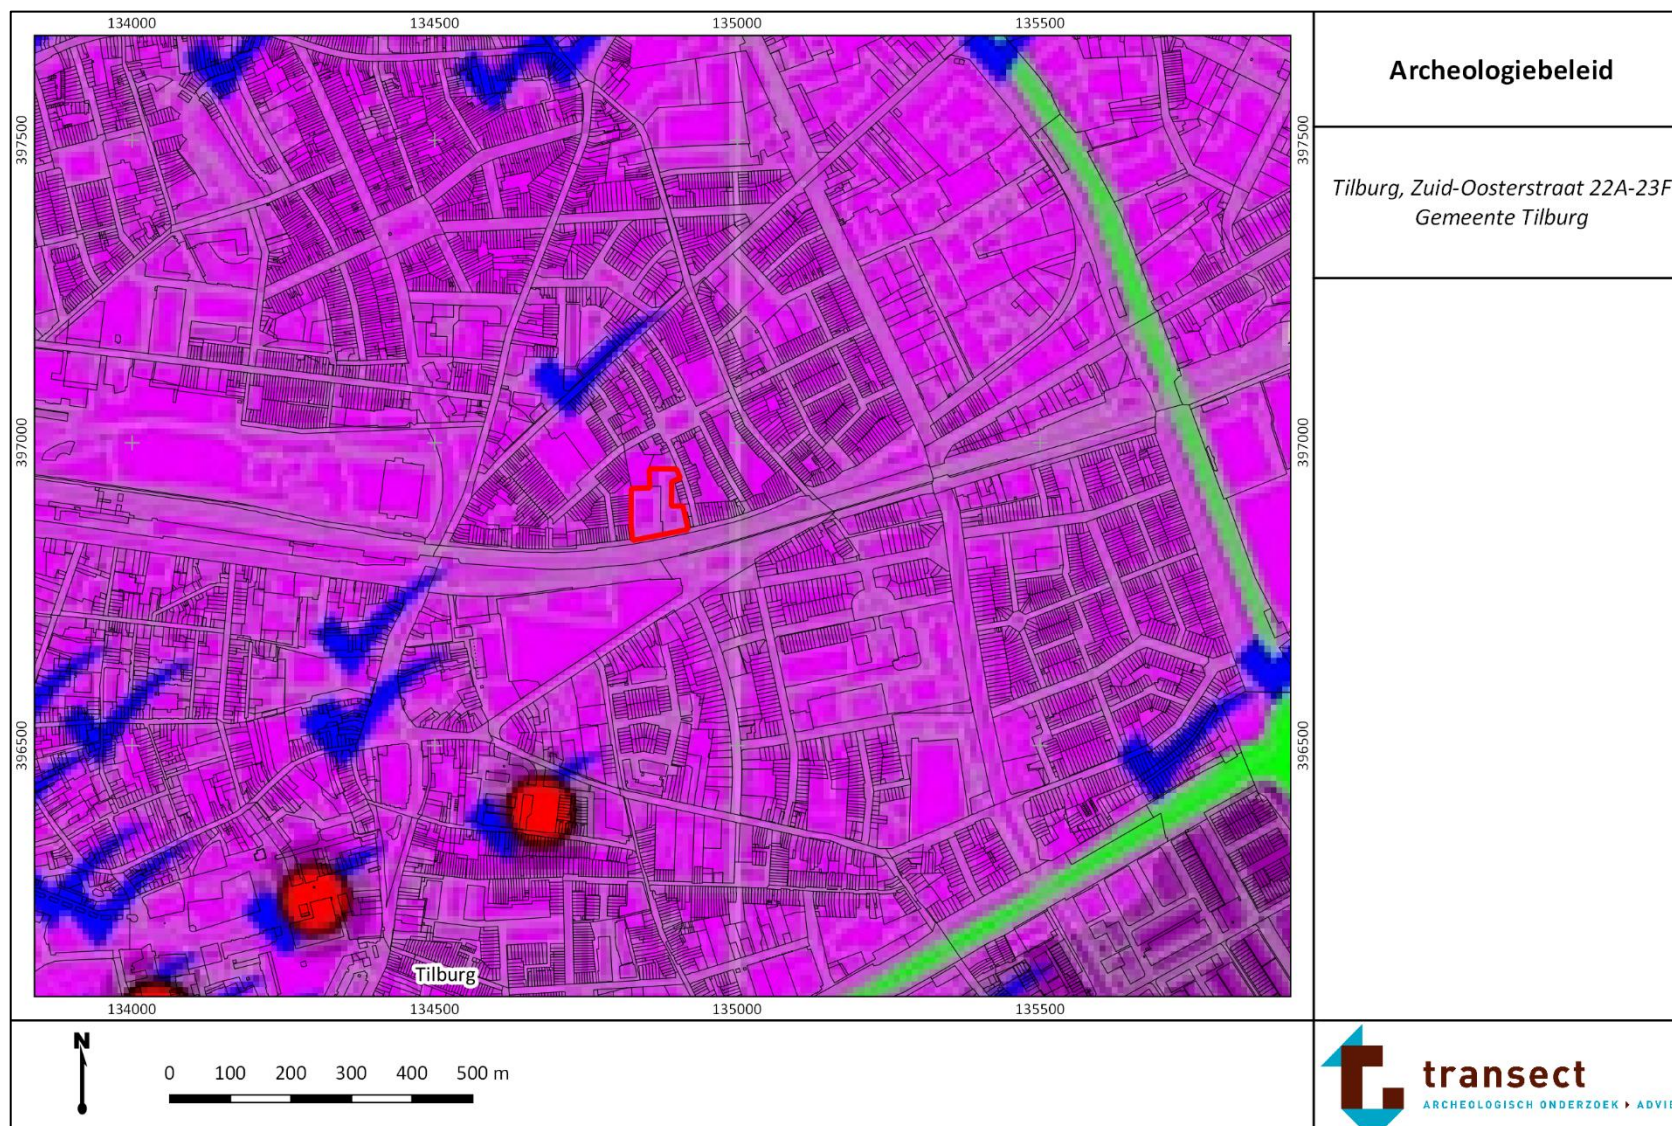 134000 134500 135000 135500
397500 397500
397000 397000
396500 396500
Tilburg
134000 134500 135000 135500
Archeologiebeleid
Tilburg, Zuid-Oosterstraat 22A-23F
Gemeente Tilburg
N
0 100 200 300 400 500 m
transect
ARCHEOLOGISCH ONDERZOEK ADVIE